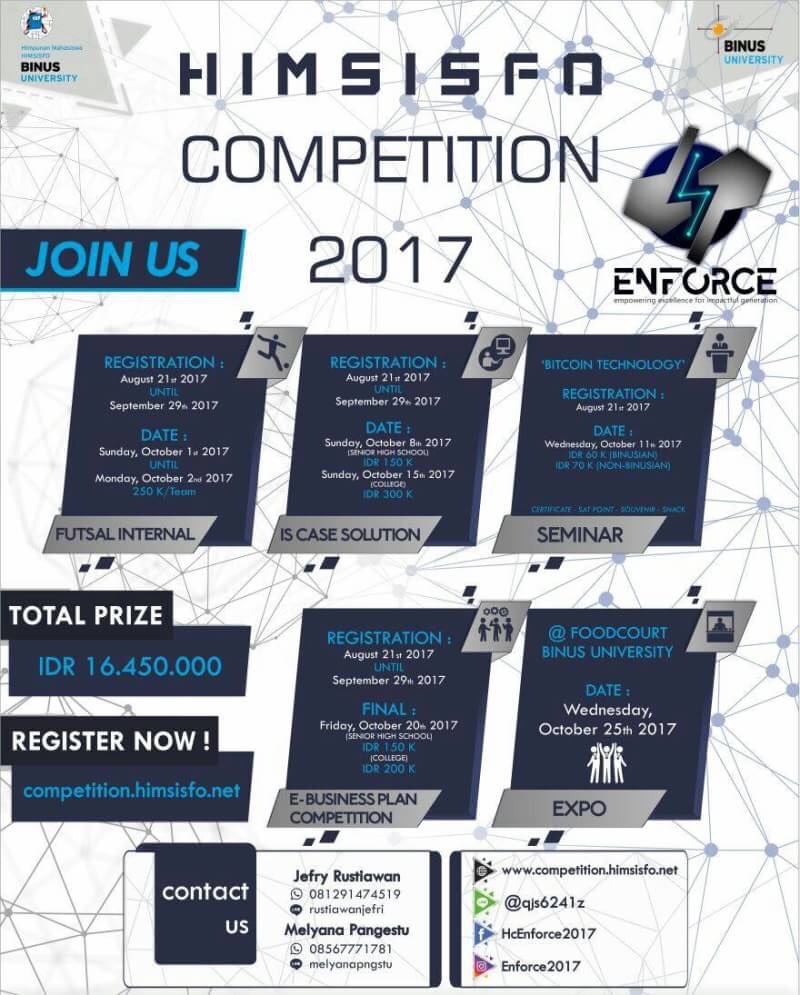 Himpunan Mahasiswa
HIMSISFO
BINUS
UNIVERSITY
BINUS
UNIVERSITY
HIMSISFO
COMPETITION
2017
JOIN US
ENFORCE
empowering excellence for impactful generation
REGISTRATION :
August 21st 2017
UNTIL
September 29th 2017
DATE :
Sunday, October 1st 2017
UNTIL
Monday, October 2nd 2017
250 K/Team
FUTSAL INTERNAL
REGISTRATION :
August 21st 2017
UNTIL
September 29th 2017
DATE :
Sunday, October 8th 2017
(SENIOR HIGH SCHOOL)
IDR 150 K
Sunday, October 15th 2017
(COLLEGE)
IDR 300 K
IS CASE SOLUTION
'BITCOIN TECHNOLOGY'
REGISTRATION :
August 21st 2017
DATE :
Wednesday, October 11th 2017
IDR 60 K (BINUSIAN)
IDR 70 K (NON-BINUSIAN)
CERTIFICATE - SAT POINT - SOUVENIR - SNACK
SEMINAR
TOTAL PRIZE
IDR 16.450.000
REGISTER NOW !
competition.himsisfo.net
REGISTRATION :
August 21st 2017
UNTIL
September 29th 2017
FINAL :
Friday, October 20th 2017
(SENIOR HIGH SCHOOL)
IDR 150 K
(COLLEGE)
IDR 200 K
E-BUSINESS PLAN
COMPETITION
@ FOODCOURT
BINUS UNIVERSITY
DATE :
Wednesday,
October 25th 2017
EXPO
contact
us
Jefry Rustiawan
081291474519
rustiawanjefri
Melyana Pangestu
08567771781
melyanapngstu
www.competition.himsisfo.net
@qjs6241z
HcEnforce2017
Enforce2017